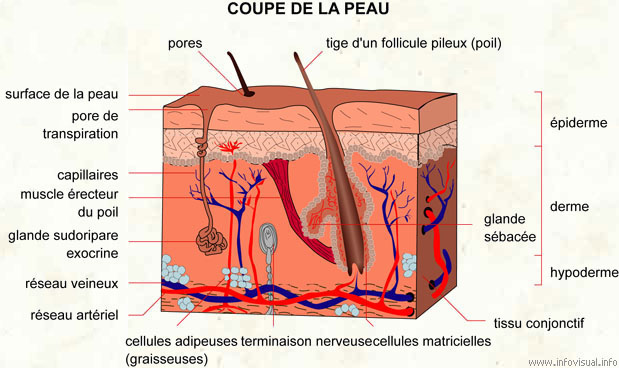 COUPE DE LA PEAU
pores
tige d'un follicule pileux (poil)
surface de la peau
pore de
transpiration
capillaires
muscle érecteur
du poil
glande sudoripare
exocrine
réseau veineux
réseau artériel
épiderme
derme
glande
sébacée
hypoderme
tissu conjonctif
cellules adipeuses
(graisseuses)
terminaison nerveuse
cellules matricielles
www.infovisual.info